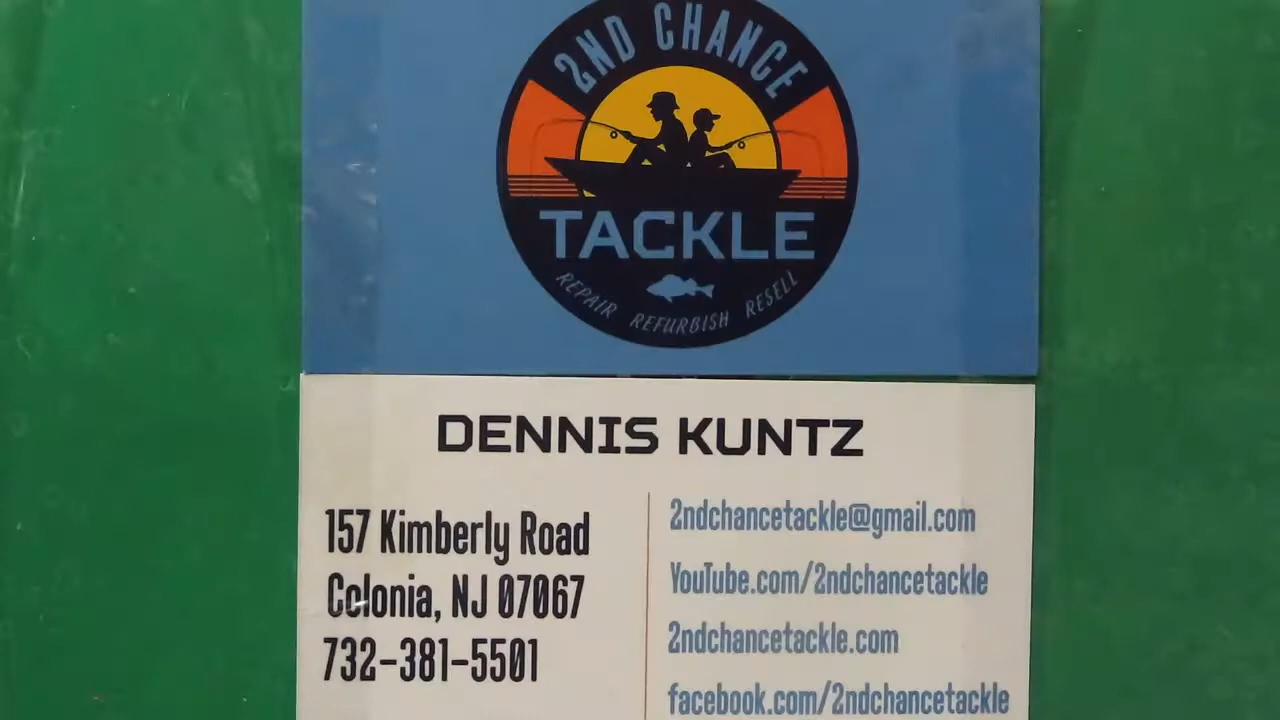 2ND CHANCE
TACKLE
REPAIR REFURBISH RESELL
DENNIS KUNTZ
157 Kimberly Road
Colonia, NJ 07067
732-381-5501
2ndchancetackle@gmail.com
YouTube.com/2ndchancetackle
2ndchancetackle.com
facebook.com/2ndchancetackle